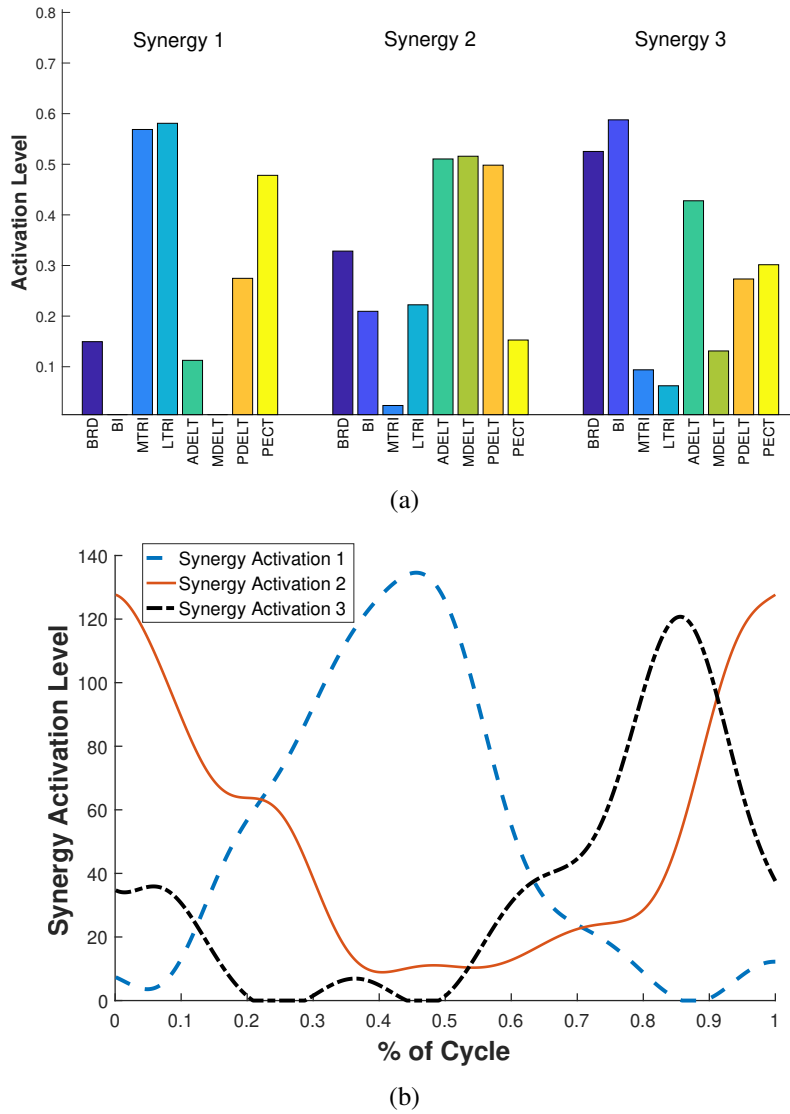 0.8
Synergy 1 Synergy 2 Synergy 3
0.7
0.6
0.5
0.4
0.3
0.2
0.1
Activation Level
BRD BI MTRI LTRI ADELT MDELT PDELT PECT BRD BI MTRI LTRI ADELT MDELT PDELT PECT BRD BI MTRI LTRI ADELT MDELT PDELT PECT
(a)
Synergy Activation 1
Synergy Activation 2
Synergy Activation 3
140
120
100
80
60
40
20
0
Synergy Activation Level
0 0.1 0.2 0.3 0.4 0.5 0.6 0.7 0.8 0.9 1
% of Cycle
(b)